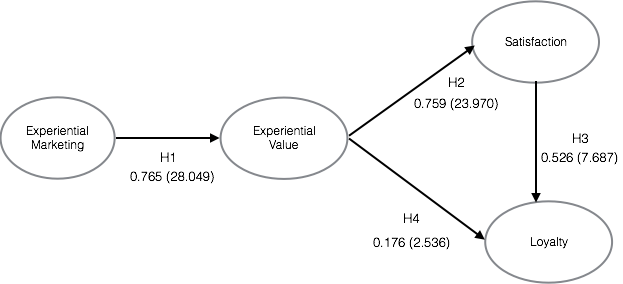 Satisfaction
H2
0.759 (23.970)
Experiential
Marketing
Experiential
Value
H1
0.765 (28.049)
H3
0.526 (7.687)
H4
0.176 (2.536)
Loyalty